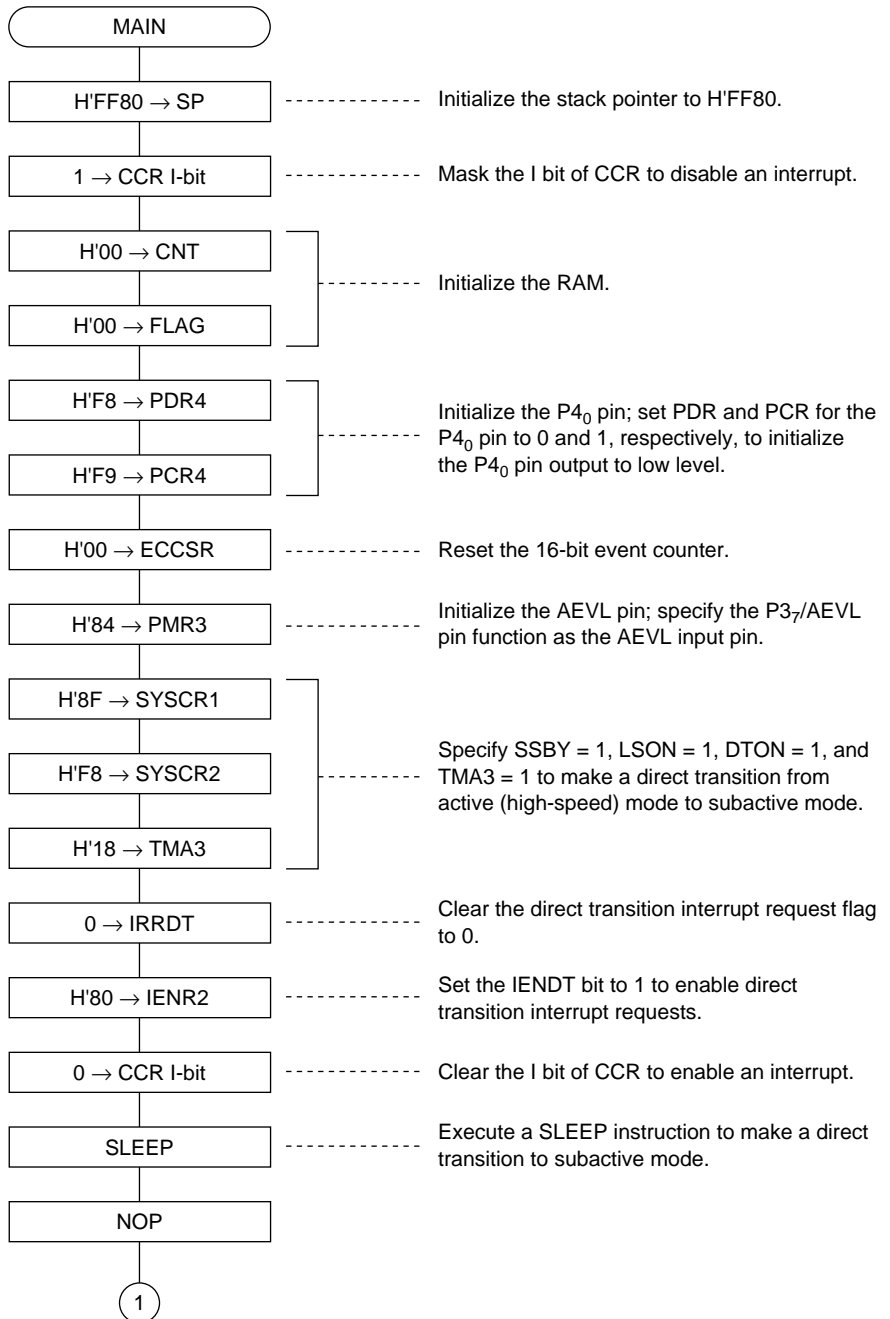 MAIN
H'FF80 → SP
Initialize the stack pointer to H'FF80.
1 → CCR I-bit
Mask the I bit of CCR to disable an interrupt.
H'00 → CNT
H'00 → FLAG
Initialize the RAM.
H'F8 → PDR4
H'F9 → PCR4
Initialize the P4₀ pin; set PDR and PCR for the
P4₀ pin to 0 and 1, respectively, to initialize
the P4₀ pin output to low level.
H'00 → ECCSR
Reset the 16-bit event counter.
H'84 → PMR3
Initialize the AEVL pin; specify the P3₇/AEVL
pin function as the AEVL input pin.
H'8F → SYSCR1
H'F8 → SYSCR2
H'18 → TMA3
Specify SSBY = 1, LSON = 1, DTON = 1, and
TMA3 = 1 to make a direct transition from
active (high-speed) mode to subactive mode.
0 → IRRDT
Clear the direct transition interrupt request flag
to 0.
H'80 → IENR2
Set the IENDT bit to 1 to enable direct
transition interrupt requests.
0 → CCR I-bit
Clear the I bit of CCR to enable an interrupt.
SLEEP
Execute a SLEEP instruction to make a direct
transition to subactive mode.
NOP
1